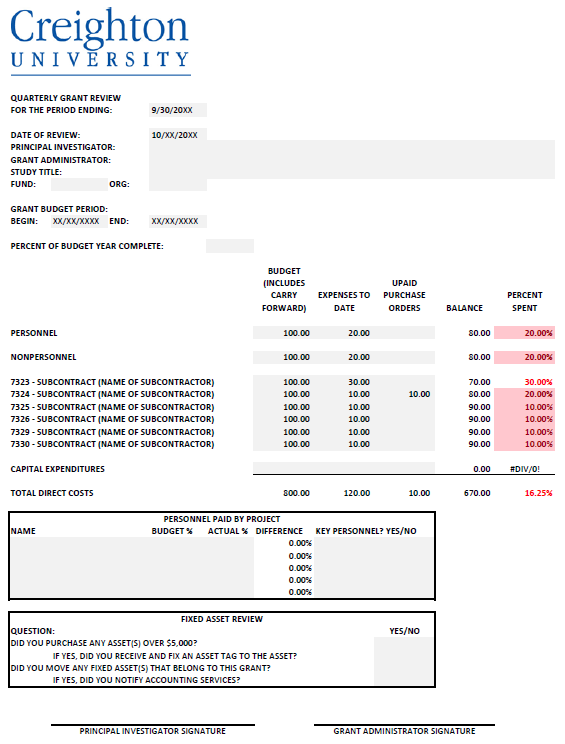 Creighton
UNIVERSITY
QUARTERLY GRANT REVIEW
FOR THE PERIOD ENDING: 9/30/20XX
DATE OF REVIEW: 10/XX/20XX
PRINCIPAL INVESTIGATOR:
GRANT ADMINISTRATOR:
STUDY TITLE:
FUND: ORG:
GRANT BUDGET PERIOD:
BEGIN: XX/XX/XXXX END: XX/XX/XXXX
PERCENT OF BUDGET YEAR COMPLETE:
BUDGET
(INCLUDES UPAID
CARRY EXPENSES TO PURCHASE PERCENT
FORWARD) DATE ORDERS BALANCE SPENT
PERSONNEL 100.00 20.00 80.00 20.00%
NONPERSONNEL 100.00 20.00 80.00 20.00%
7323 - SUBCONTRACT (NAME OF SUBCONTRACTOR) 100.00 30.00 70.00 30.00%
7324 - SUBCONTRACT (NAME OF SUBCONTRACTOR) 100.00 10.00 10.00 80.00 20.00%
7325 - SUBCONTRACT (NAME OF SUBCONTRACTOR) 100.00 10.00 90.00 10.00%
7326 - SUBCONTRACT (NAME OF SUBCONTRACTOR) 100.00 10.00 90.00 10.00%
7329 - SUBCONTRACT (NAME OF SUBCONTRACTOR) 100.00 10.00 90.00 10.00%
7330 - SUBCONTRACT (NAME OF SUBCONTRACTOR) 100.00 10.00 90.00 10.00%
CAPITAL EXPENDITURES 0.00 #DIV/0!
TOTAL DIRECT COSTS 800.00 120.00 10.00 670.00 16.25%
PERSONNEL PAID BY PROJECT
NAME BUDGET % ACTUAL % DIFFERENCE KEY PERSONNEL? YES/NO
0.00%
0.00%
0.00%
0.00%
0.00%
FIXED ASSET REVIEW
QUESTION: YES/NO
DID YOU PURCHASE ANY ASSET(S) OVER $5,000?
IF YES, DID YOU RECEIVE AND FIX AN ASSET TAG TO THE ASSET?
DID YOU MOVE ANY FIXED ASSET(S) THAT BELONG TO THIS GRANT?
IF YES, DID YOU NOTIFY ACCOUNTING SERVICES?
PRINCIPAL INVESTIGATOR SIGNATURE GRANT ADMINISTRATOR SIGNATURE